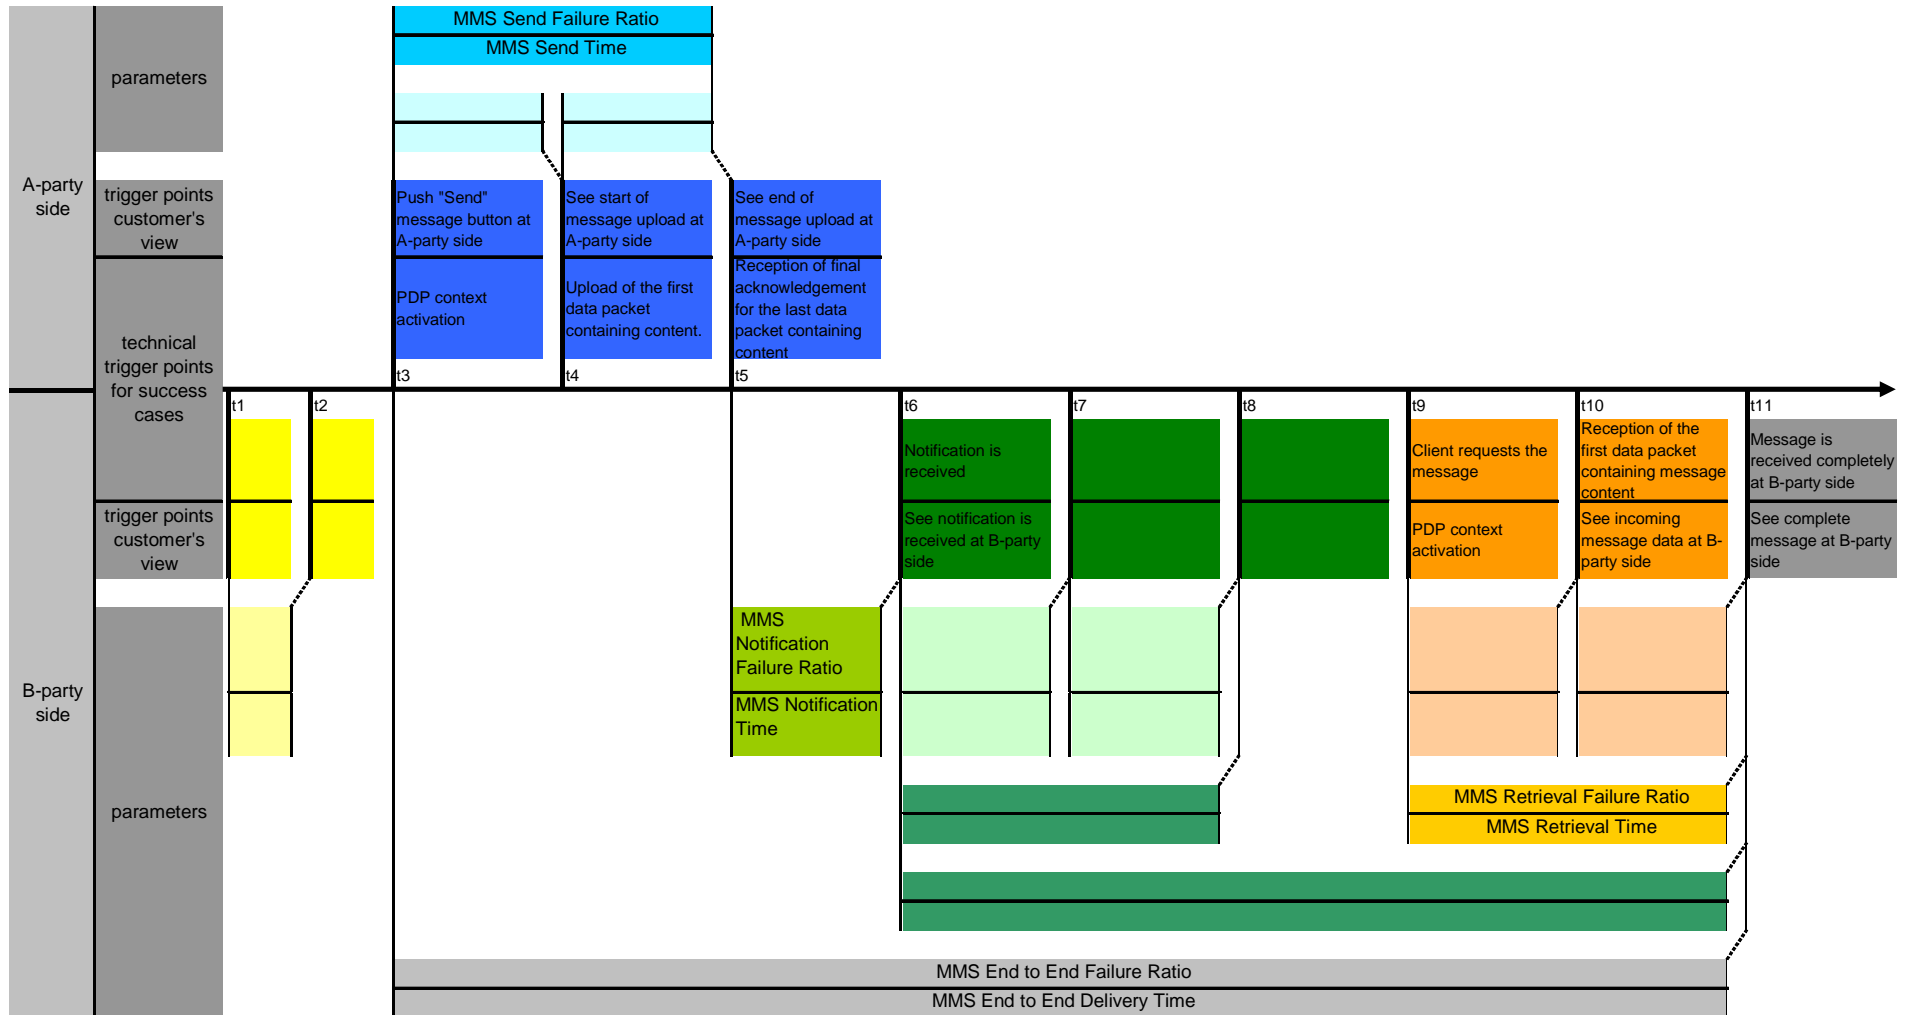 MMS Send Failure Ratio
MMS Send Time
parameters
A-party
side
trigger points
customer's
view
Push "Send"
message button at
A-party side
See start of
message upload at
A-party side
See end of
message upload at
A-party side
technical
trigger points
for success
cases
PDP context
activation
Upload of the first
data packet
containing content.
Reception of final
acknowledgement
for the last data
packet containing
content
t3
t4
t5
t1
t2
t6
t7
t8
t9
t10
t11
Notification is
received
Client requests the
message
Reception of the
first data packet
containing message
content
Message is
received completely
at B-party side
B-party
side
trigger points
customer's
view
See notification is
received at B-party
side
PDP context
activation
See incoming
message data at B-
party side
See complete
message at B-party
side
parameters
MMS
Notification
Failure Ratio
MMS Notification
Time
MMS Retrieval Failure Ratio
MMS Retrieval Time
MMS End to End Failure Ratio
MMS End to End Delivery Time